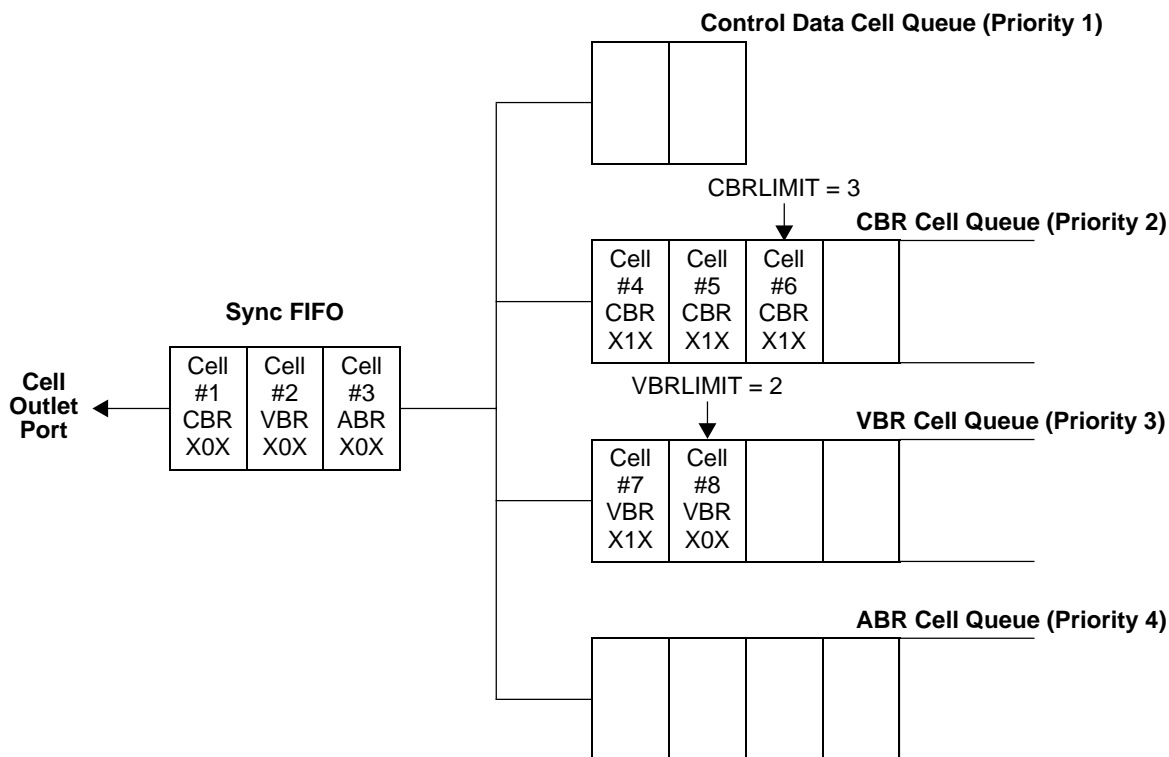 Control Data Cell Queue (Priority 1)
CBRLIMIT = 3
CBR Cell Queue (Priority 2)
Cell
#4
CBR
X1X
Cell
#5
CBR
X1X
Cell
#6
CBR
X1X
Sync FIFO
Cell
Outlet
Port
Cell
#1
CBR
X0X
Cell
#2
VBR
X0X
Cell
#3
ABR
X0X
VBRLIMIT = 2
VBR Cell Queue (Priority 3)
Cell
#7
VBR
X1X
Cell
#8
VBR
X0X
ABR Cell Queue (Priority 4)